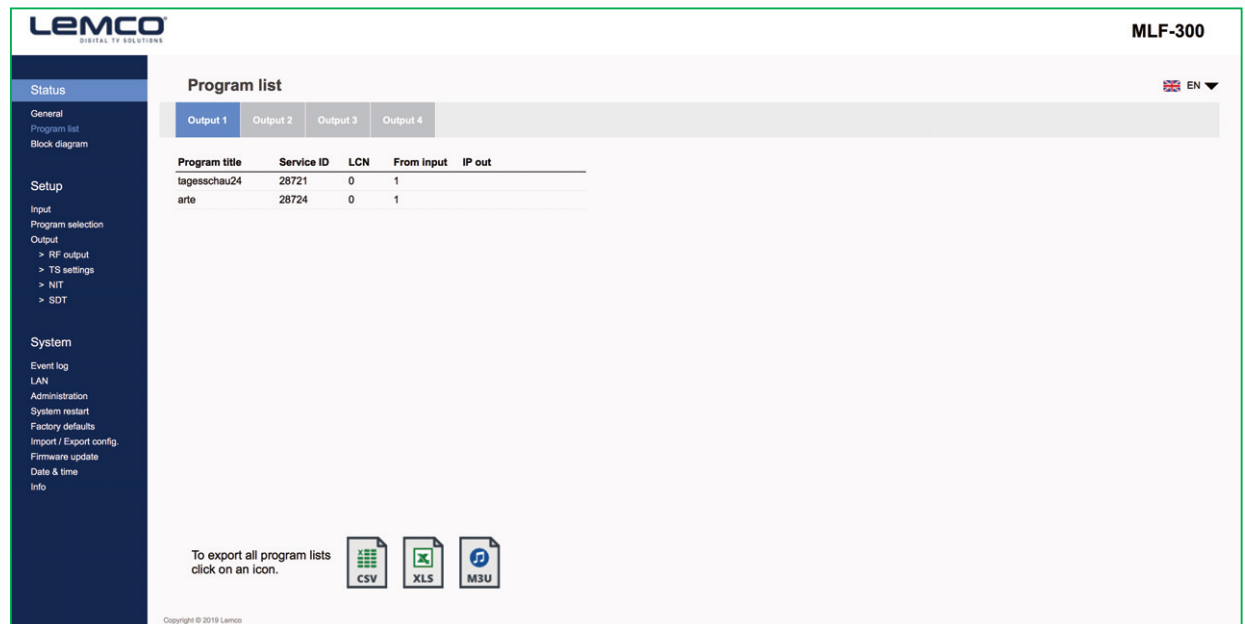 Lemco
DIGITAL TV SOLUTIONS
MLF-300
Status
General
Program list
Block diagram
Setup
Input
Program selection
Output
> RF output
> TS settings
> NIT
> SDT
System
Event log
LAN
Administration
System restart
Factory defaults
Import / Export config.
Firmware update
Date & time
Info
Program list
EN
Output 1 Output 2 Output 3 Output 4
Program title Service ID LCN From input IP out
tagesschau24 28721 0 1
arte 28724 0 1
To export all program lists
click on an icon.
CSV XLS M3U
Copyright © 2019 Lemco